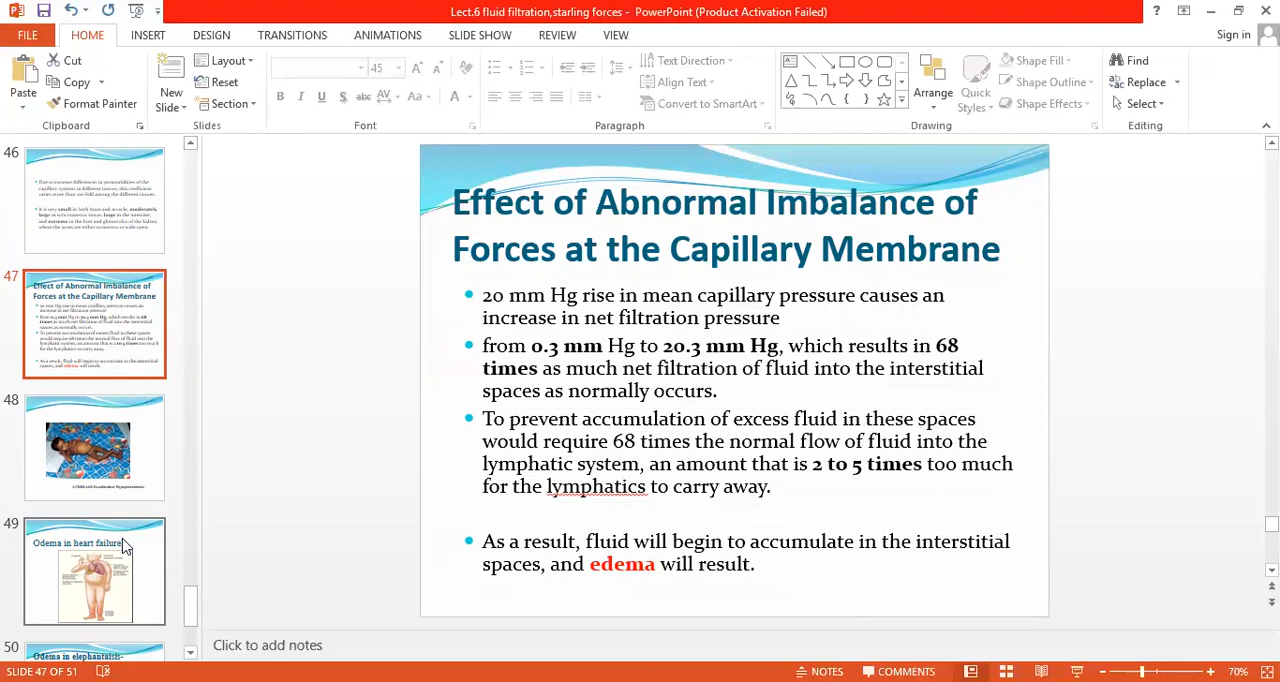 Lect.6 fluid filtration,starling forces - PowerPoint (Product Activation Failed)
FILE HOME INSERT DESIGN TRANSITIONS ANIMATIONS SLIDE SHOW REVIEW VIEW Sign in
Paste
Cut
Copy
Format Painter
Clipboard
New
Slide
Layout
Reset
Section
Slides
45
Font
Text Direction
Align Text
Convert to SmartArt
Paragraph
Arrange
Quick
Styles
Shape Fill
Shape Outline
Shape Effects
Drawing
Find
Replace
Select
Editing
46
47
Effect of Abnormal Imbalance of
Forces at the Capillary Membrane
48
49
Odema in heart failure
50
Odema in elephantaisis-
Effect of Abnormal Imbalance of
Forces at the Capillary Membrane
20 mm Hg rise in mean capillary pressure causes an
increase in net filtration pressure
from 0.3 mm Hg to 20.3 mm Hg, which results in 68
times as much net filtration of fluid into the interstitial
spaces as normally occurs.
To prevent accumulation of excess fluid in these spaces
would require 68 times the normal flow of fluid into the
lymphatic system, an amount that is 2 to 5 times too much
for the lymphatics to carry away.
As a result, fluid will begin to accumulate in the interstitial
spaces, and edema will result.
Click to add notes
SLIDE 47 OF 51 NOTES COMMENTS 70%